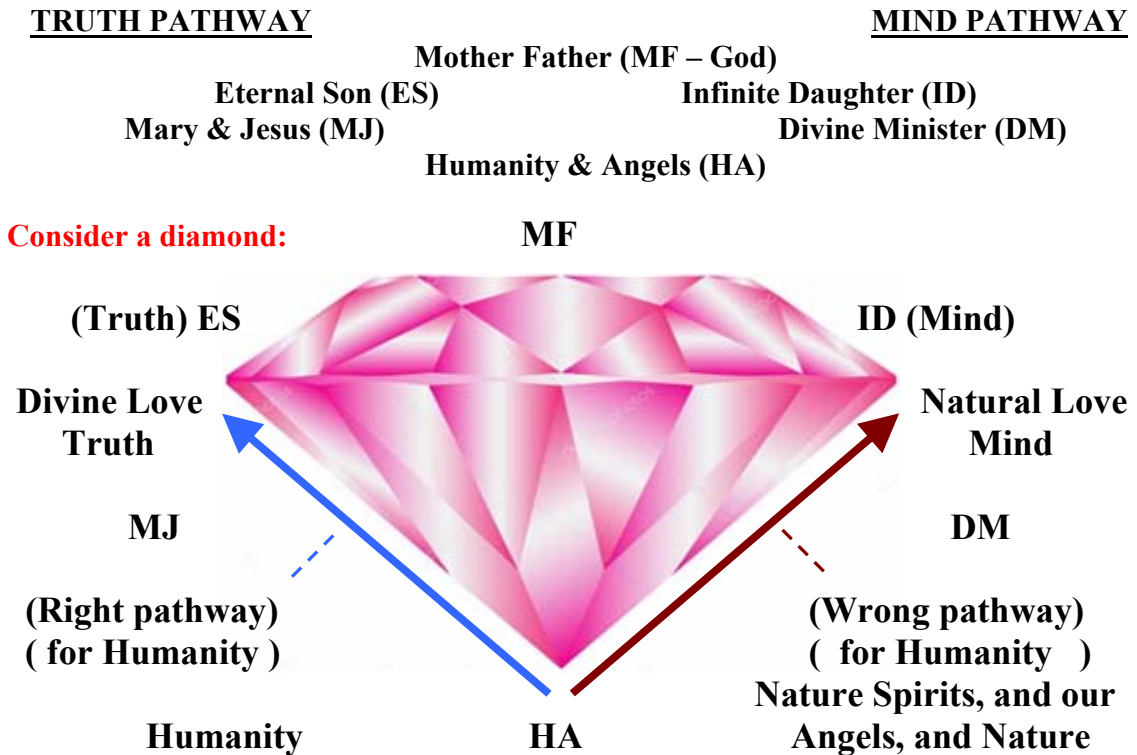 TRUTH PATHWAY MIND PATHWAY
Mother Father (MF – God)
Eternal Son (ES) Infinite Daughter (ID)
Mary & Jesus (MJ) Divine Minister (DM)
Humanity & Angels (HA)
Consider a diamond: MF
(Truth) ES ID (Mind)
Divine Love Natural Love
Truth Mind
MJ DM
(Right pathway) (Wrong pathway)
( for Humanity ) ( for Humanity )
Nature Spirits, and our
Humanity HA Angels, and Nature